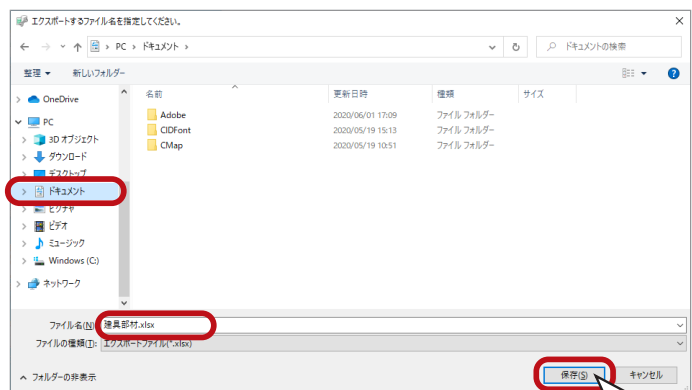 エクスポートするファイル名を指定してください。
PC › ドキュメント ›
ドキュメントの検索
整理 新しいフォルダー
名前 更新日時 種類 サイズ
OneDrive
PC
3D オブジェクト
ダウンロード
デスクトップ
ドキュメント
ピクチャ
ビデオ
ミュージック
Windows (C:)
ネットワーク
Adobe 2020/06/01 17:09 ファイル フォルダー
CIDFont 2020/05/19 15:13 ファイル フォルダー
CMap 2020/05/19 10:51 ファイル フォルダー
ファイル名(N): 建具部材.xlsx
ファイルの種類(T): エクスポートファイル(*.xlsx)
フォルダーの非表示
保存(S) キャンセル